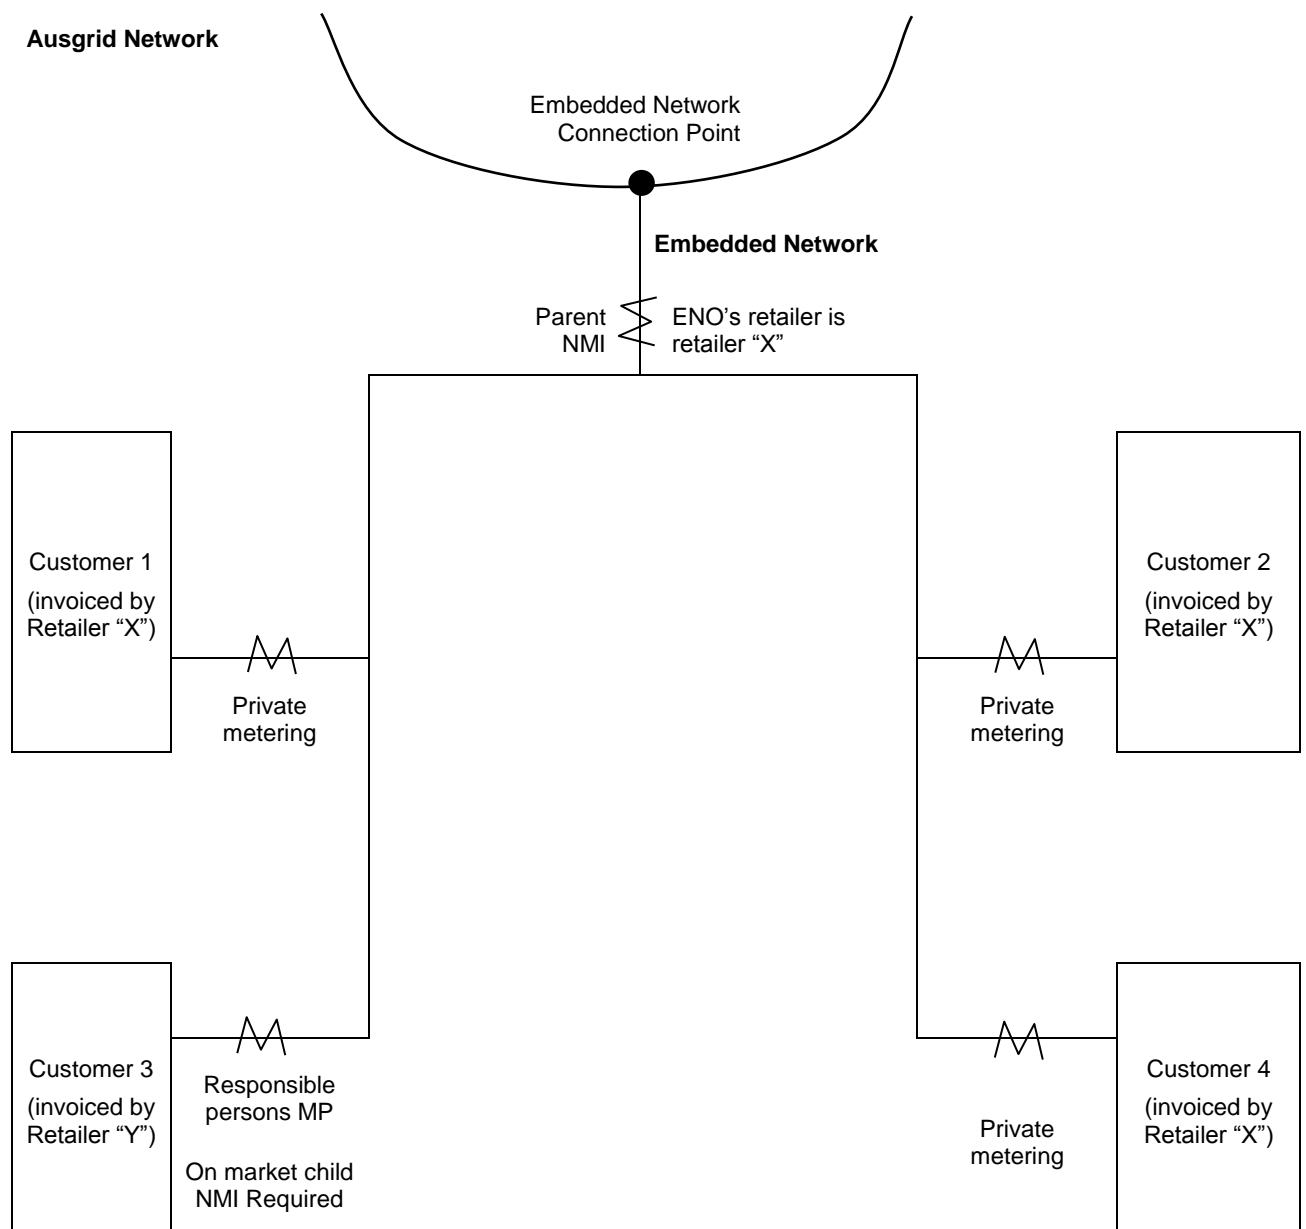 Ausgrid Network
Embedded Network
Connection Point
Embedded Network
Parent
NMI
ENO’s retailer is
retailer “X”
Customer 1
(invoiced by
Retailer “X”)
Private
metering
Customer 2
(invoiced by
Retailer “X”)
Private
metering
Customer 3
(invoiced by
Retailer “Y”)
Responsible
persons MP
On market child
NMI Required
Customer 4
(invoiced by
Retailer “X”)
Private
metering